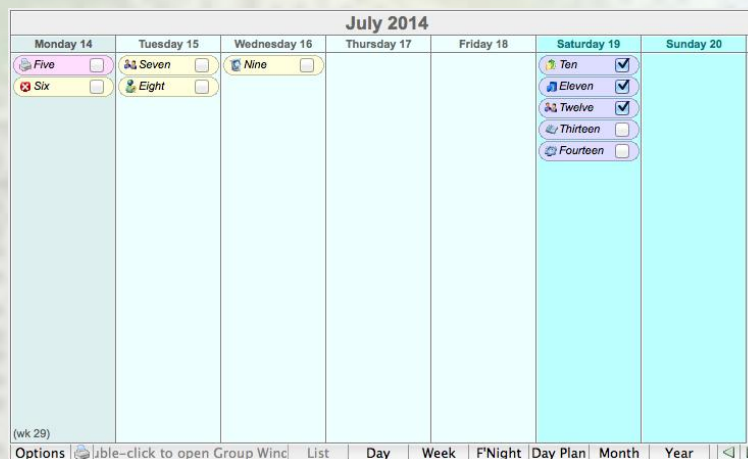 July 2014
Monday 14 Tuesday 15 Wednesday 16 Thursday 17 Friday 18 Saturday 19 Sunday 20
Five Seven Nine Ten
Six Eight Eleven
Twelve
Thirteen
Fourteen
(wk 29)
Options uble-click to open Group Winc List Day Week F'Night Day Plan Month Year